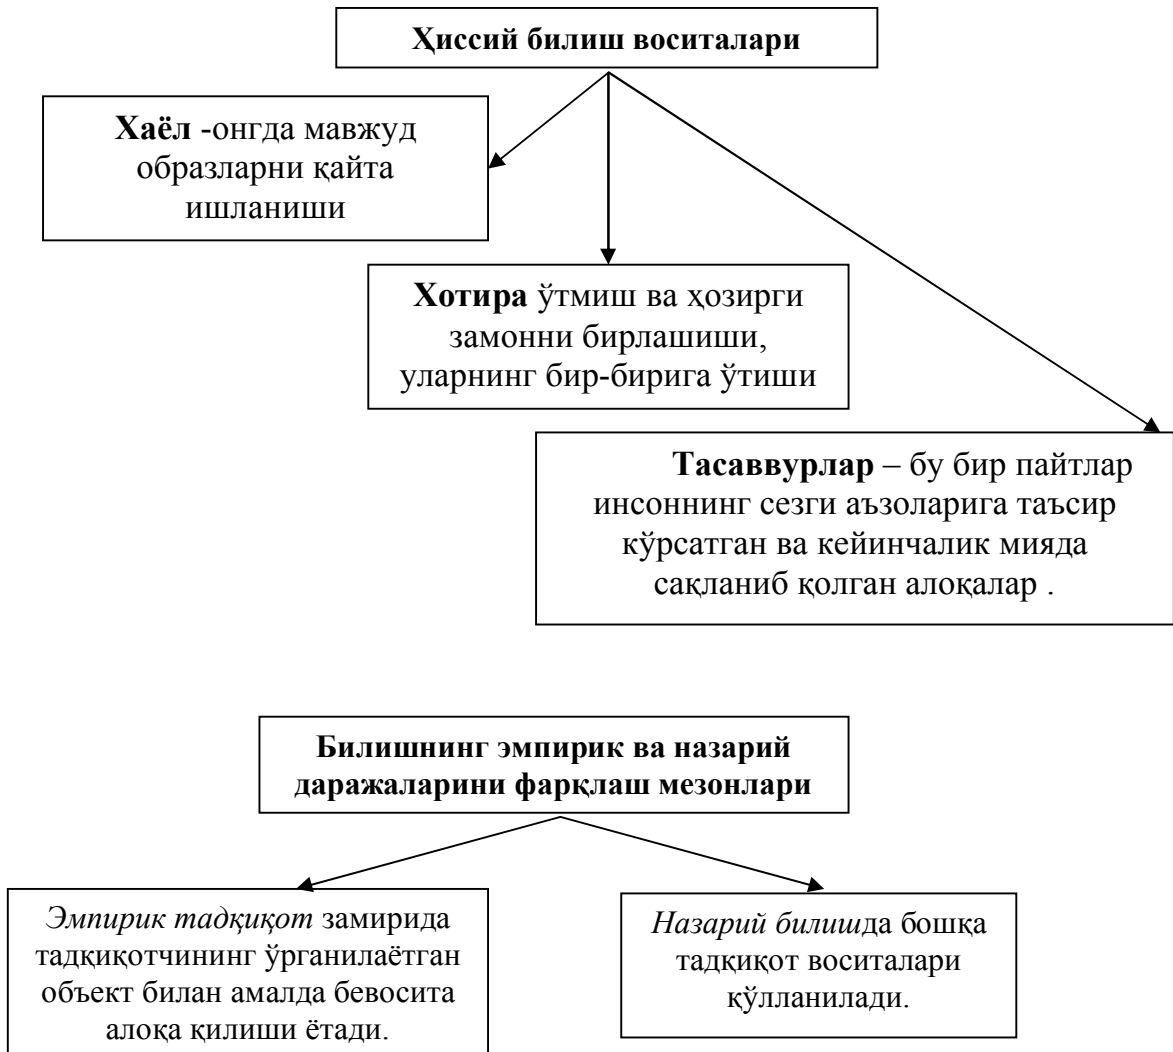 Ҳиссий билиш воситалари
Хаёл -онгда мавжуд
образларни қайта
ишланиши
Хотира ўтмиш ва ҳозирги
замонни бирлашиши,
уларнинг бир-бирига ўтиши
Тасаввурлар – бу бир пайтлар
инсоннинг сезги аъзоларига таъсир
кўрсатган ва кейинчалик мияда
сақланиб қолган алоқалар .
Билишнинг эмпирик ва назарий
даражаларини фарқлаш мезонлари
Эмпирик тадқиқот замирида
тадқиқотчининг ўрганилаётган
объект билан амалда бевосита
алоқа қилиши ётади.
Назарий билишда бошқа
тадқиқот воситалари
қўлланилади.